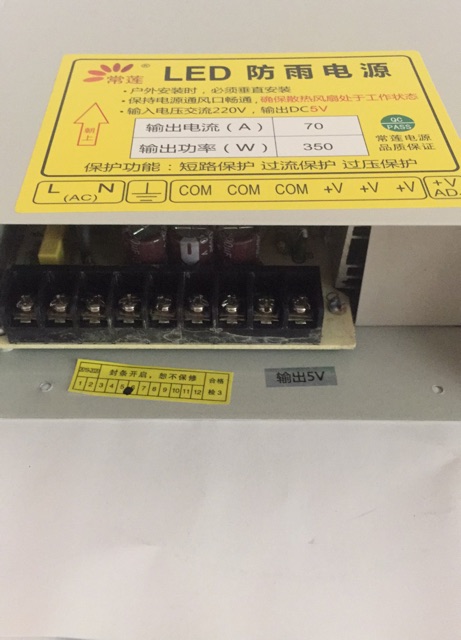 常莲®
LED 防雨电源
·户外安装时，必须垂直安装
·保持电源通风口畅通，确保散热风扇处于工作状态
·输入电压交流220V，输出DC5V
朝上
输出电流（A） 70
输出功率（W） 350
QC
PASS
常莲电源
品质保证
保护功能：短路保护 过流保护 过压保护
L (AC) N COM COM COM +V +V +V +V
AD
封条开启，恕不保修 合格
1 2 3 4 5 7 8 9 10 11 12 检3
输出5V